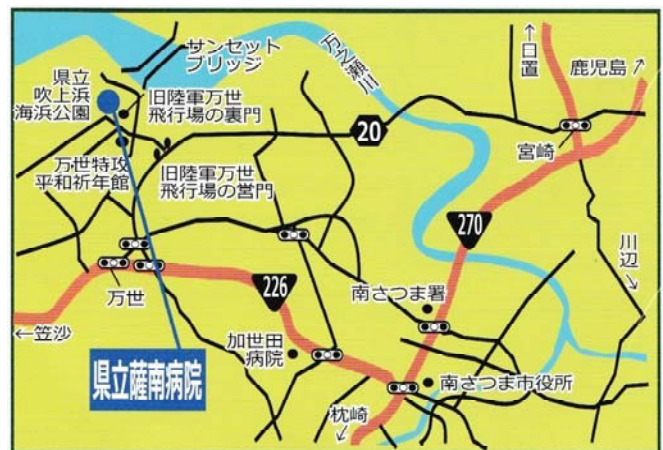 サンセット
ブリッジ
万之瀬川
↑日置
鹿児島↗
県立
吹上浜
海浜公園
旧陸軍万世
飛行場の裏門
20
宮崎
万世特攻
平和祈年館
旧陸軍万世
飛行場の営門
270
川辺↘
226
万世
南さつま署
←笠沙
加世田
病院
県立薩南病院
南さつま市役所
枕崎↙